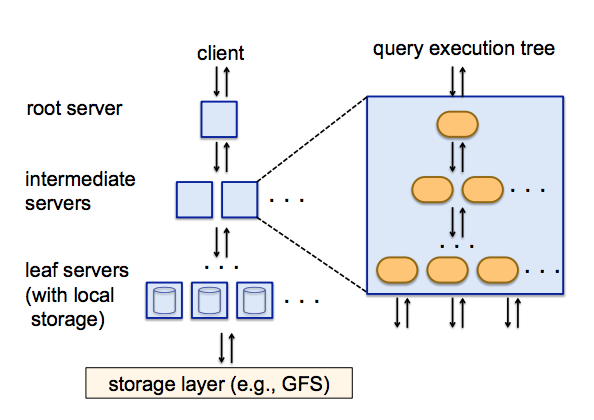 client
query execution tree
root server
intermediate
servers
. . .
. . .
. . .
. . .
leaf servers
(with local
storage)
. . .
. . .
. . .
storage layer (e.g., GFS)